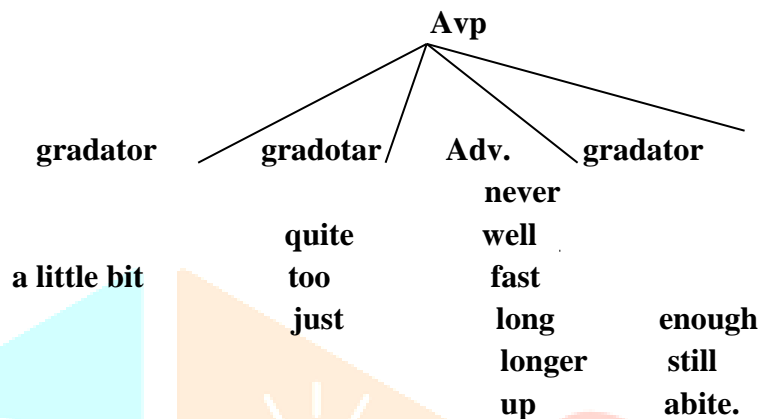 Avp
gradator gradotar Adv. gradator
never
quite well
a little bit too fast
just long enough
longer still
up abite.